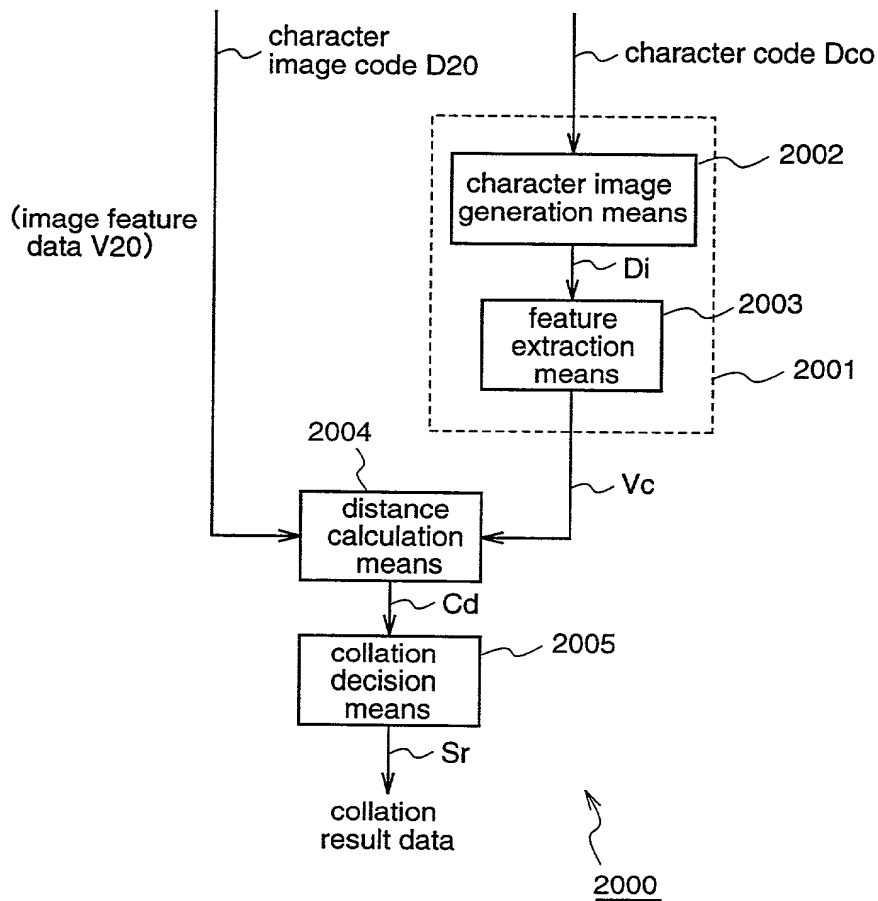 character
image code D20
character code Dco
2002
character image
generation means
(image feature
data V20)
Di
2003
feature
extraction
means
2001
2004
Vc
distance
calculation
means
Cd
2005
collation
decision
means
Sr
collation
result data
2000